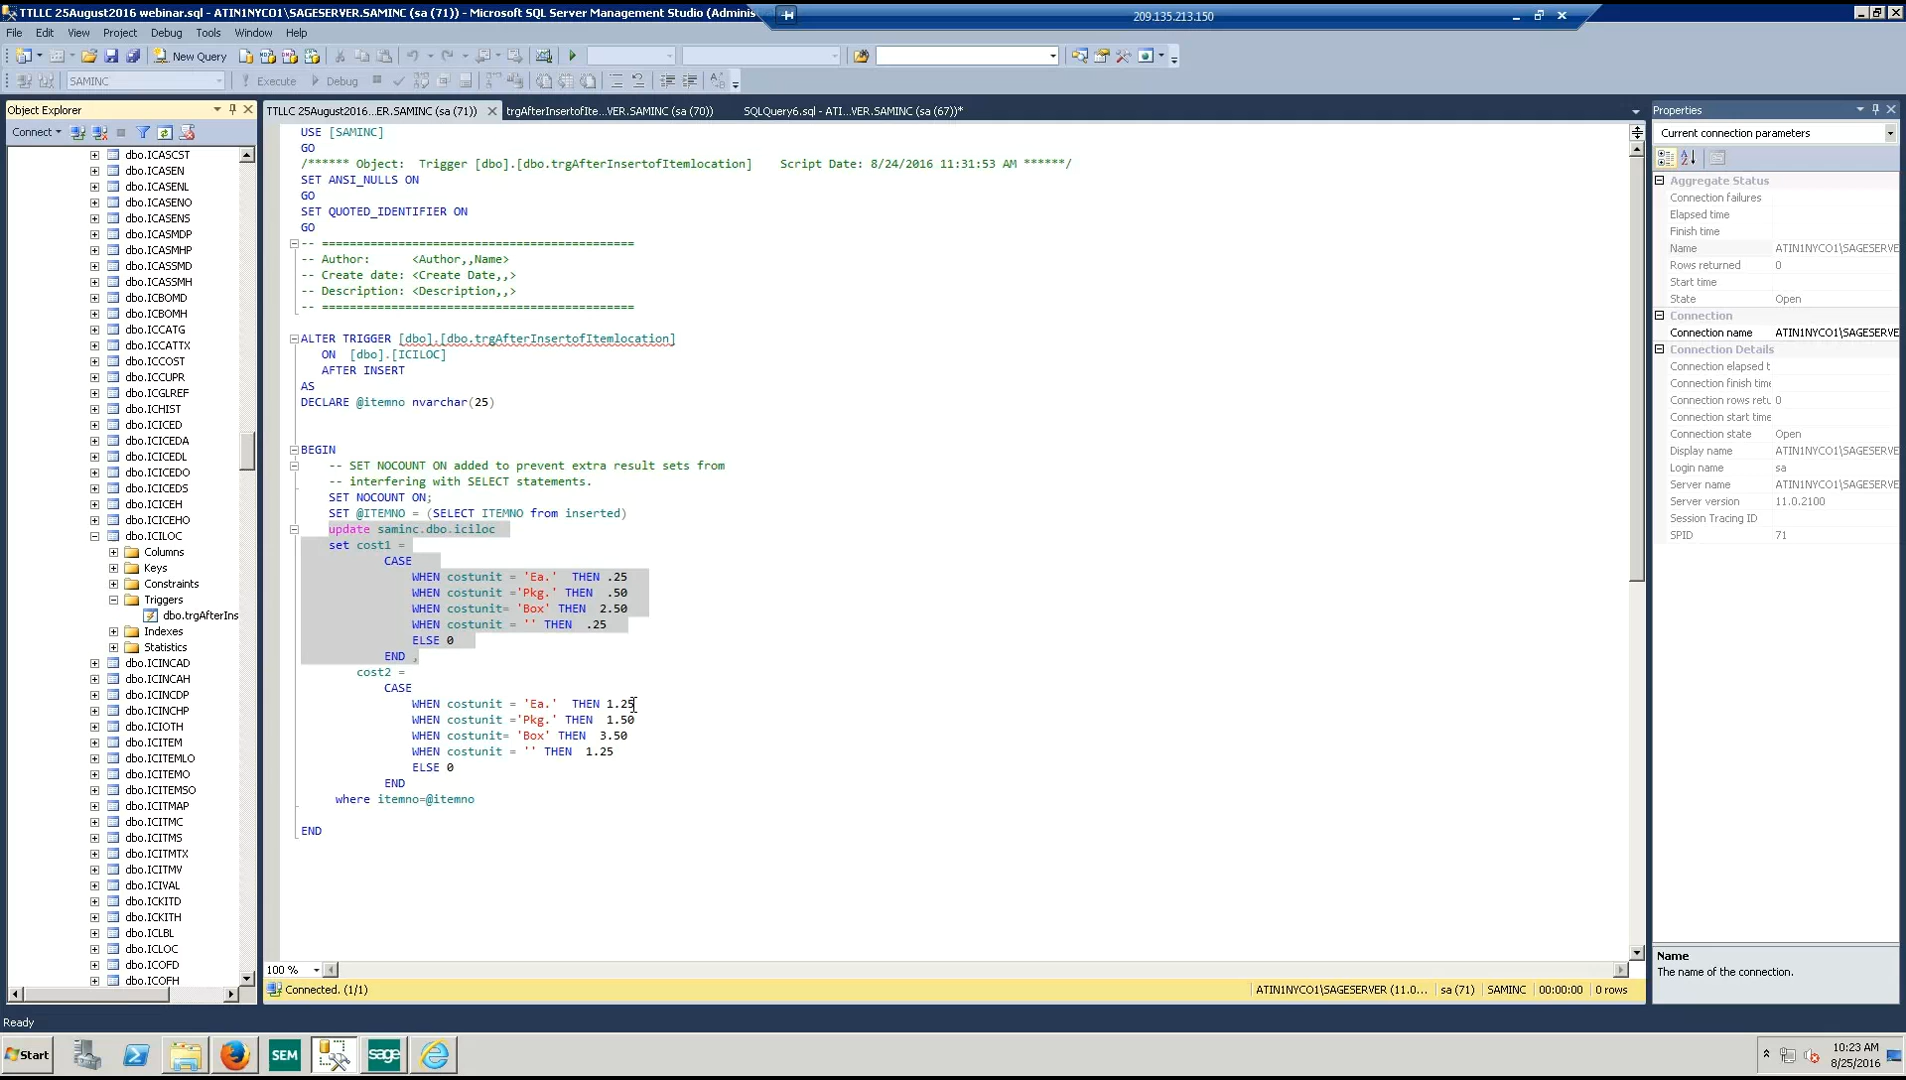 TTLLC 25August2016 webinar.sql - ATIN1NYCO1\SAGESERVER.SAMINC (sa (71)) - Microsoft SQL Server Management Studio (Adminis
209.135.213.150
File Edit View Project Debug Tools Window Help
New Query
SAMINC Execute Debug
Object Explorer
Connect
dbo.ICASCST
dbo.ICASEN
dbo.ICASENL
dbo.ICASENO
dbo.ICASENS
dbo.ICASMDP
dbo.ICASMHP
dbo.ICASSMD
dbo.ICASSMH
dbo.ICBOMD
dbo.ICBOMH
dbo.ICCATG
dbo.ICCATTX
dbo.ICCOST
dbo.ICCUPR
dbo.ICGLREF
dbo.ICHIST
dbo.ICICED
dbo.ICICEDA
dbo.ICICEDL
dbo.ICICEDO
dbo.ICICEDS
dbo.ICICEH
dbo.ICICEHO
dbo.ICILOC
Columns
Keys
Constraints
Triggers
dbo.trgAfterIns
Indexes
Statistics
dbo.ICINCAD
dbo.ICINCAH
dbo.ICINCDP
dbo.ICINCHP
dbo.ICIOTH
dbo.ICITEM
dbo.ICITEMLO
dbo.ICITEMO
dbo.ICITEMSO
dbo.ICITMAP
dbo.ICITMC
dbo.ICITMS
dbo.ICITMTX
dbo.ICITMV
dbo.ICIVAL
dbo.ICKITD
dbo.ICKITH
dbo.ICLBL
dbo.ICLOC
dbo.ICOFD
dbo.ICOFH
TTLLC 25August2016...ER.SAMINC (sa (71)) trgAfterInsertofIte...VER.SAMINC (sa (70)) SQLQuery6.sql - ATI...VER.SAMINC (sa (67))*
USE [SAMINC]
GO
/****** Object:  Trigger [dbo].[dbo.trgAfterInsertofItemlocation]    Script Date: 8/24/2016 11:31:53 AM ******/
SET ANSI_NULLS ON
GO
SET QUOTED_IDENTIFIER ON
GO
-- =============================================
-- Author:      <Author,,Name>
-- Create date: <Create Date,,>
-- Description: <Description,,>
-- =============================================
ALTER TRIGGER [dbo].[dbo.trgAfterInsertofItemlocation]
ON  [dbo].[ICILOC]
AFTER INSERT
AS
DECLARE @itemno nvarchar(25)
BEGIN
-- SET NOCOUNT ON added to prevent extra result sets from
-- interfering with SELECT statements.
SET NOCOUNT ON;
SET @ITEMNO = (SELECT ITEMNO from inserted)
update saminc.dbo.iciloc
set cost1 =
CASE
WHEN costunit = 'Ea.'  THEN .25
WHEN costunit ='Pkg.' THEN  .50
WHEN costunit= 'Box' THEN  2.50
WHEN costunit = '' THEN  .25
ELSE 0
END ,
cost2 =
CASE
WHEN costunit = 'Ea.'  THEN 1.25
WHEN costunit ='Pkg.' THEN  1.50
WHEN costunit= 'Box' THEN  3.50
WHEN costunit = '' THEN  1.25
ELSE 0
END
where itemno=@itemno
END
100 %
Connected. (1/1) ATIN1NYCO1\SAGESERVER (11.0... sa (71) SAMINC 00:00:00 0 rows
Properties
Current connection parameters
Aggregate Status
Connection failures
Elapsed time
Finish time
Name ATIN1NYCO1\SAGESERVE
Rows returned 0
Start time
State Open
Connection
Connection name ATIN1NYCO1\SAGESERVE
Connection Details
Connection elapsed t
Connection finish time
Connection rows retu 0
Connection start time
Connection state Open
Display name ATIN1NYCO1\SAGESERVE
Login name sa
Server name ATIN1NYCO1\SAGESERVE
Server version 11.0.2100
Session Tracing ID
SPID 71
Name
The name of the connection.
Ready
Start SEM sage
10:23 AM
8/25/2016